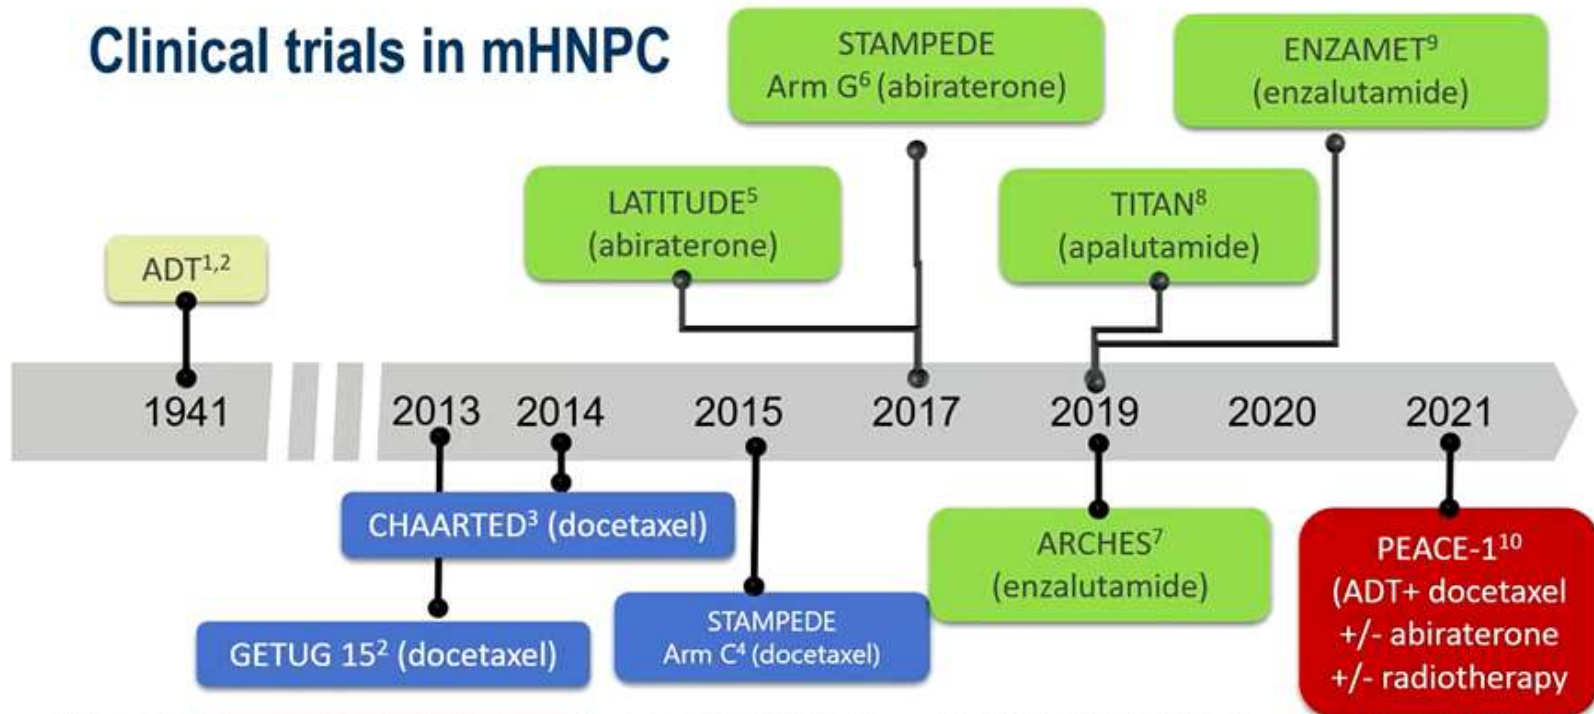 Clinical trials in mHNPC
STAMPEDE
Arm G⁶ (abiraterone)
ENZAMET⁹
(enzalutamide)
LATITUDE⁵
(abiraterone)
TITAN⁸
(apalutamide)
ADT¹,²
1941
2013
2014
2015
2017
2019
2020
2021
CHAARTED³ (docetaxel)
GETUG 15² (docetaxel)
STAMPEDE
Arm C⁴ (docetaxel)
ARCHES⁷
(enzalutamide)
PEACE-1¹⁰
(ADT+ docetaxel
+/- abiraterone
+/- radiotherapy